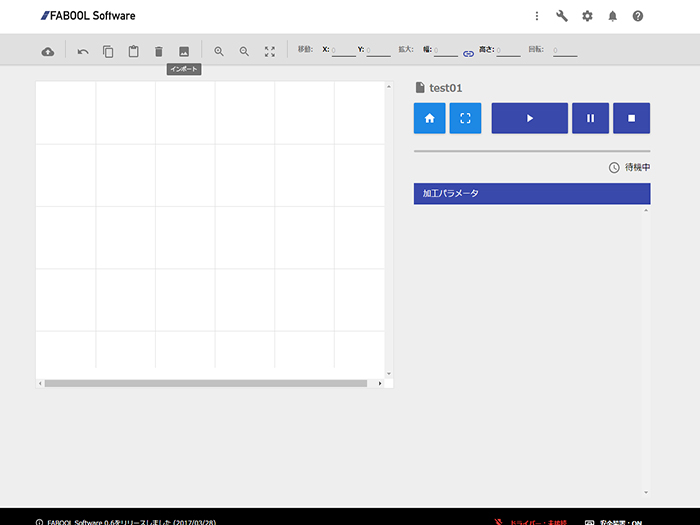 FABOOL Software
移動: X: 0 Y: 0 拡大: 幅: 0 高さ: 0 回転: 0
インポート
test01
待機中
加工パラメータ
FABOOL Software 0.6をリリースしました (2017/03/28) ドライバー : 未接続 安全装置 : ON